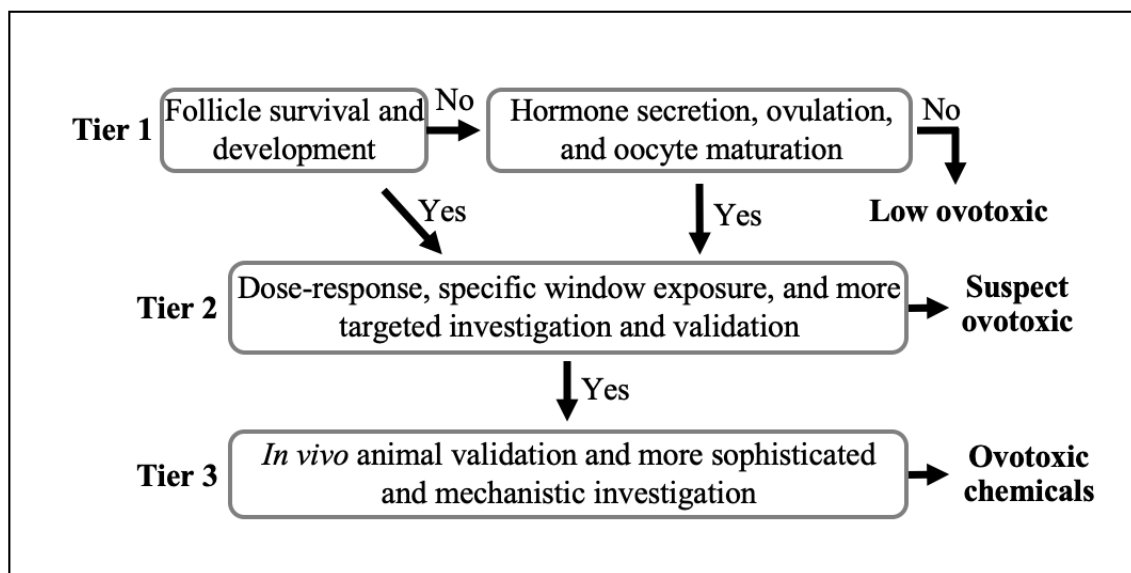 Tier 1
Follicle survival and
development
No
Hormone secretion, ovulation,
and oocyte maturation
No
Low ovotoxic
Yes
Yes
Tier 2
Dose-response, specific window exposure, and more
targeted investigation and validation
Suspect
ovotoxic
Yes
Tier 3
In vivo animal validation and more sophisticated
and mechanistic investigation
Ovotoxic
chemicals